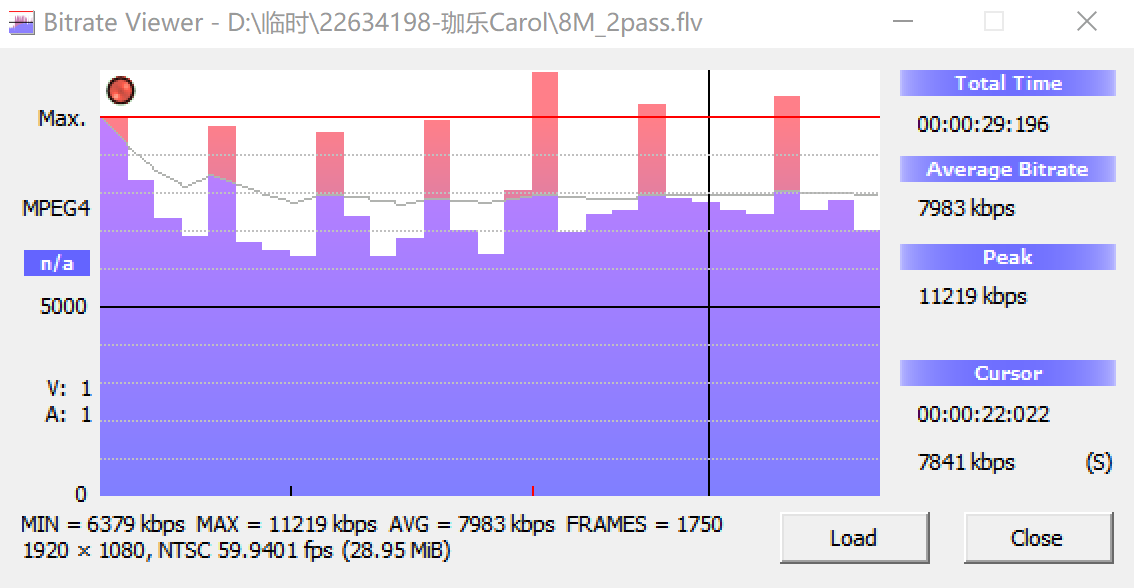 Bitrate Viewer - D:\临时\22634198-珈乐Carol\8M_2pass.flv
Max.
MPEG4
n/a
5000
V: 1
A: 1
0
Total Time
00:00:29:196
Average Bitrate
7983 kbps
Peak
11219 kbps
Cursor
00:00:22:022
7841 kbps (S)
MIN = 6379 kbps MAX = 11219 kbps AVG = 7983 kbps FRAMES = 1750
1920 × 1080, NTSC 59.9401 fps (28.95 MiB)
Load
Close